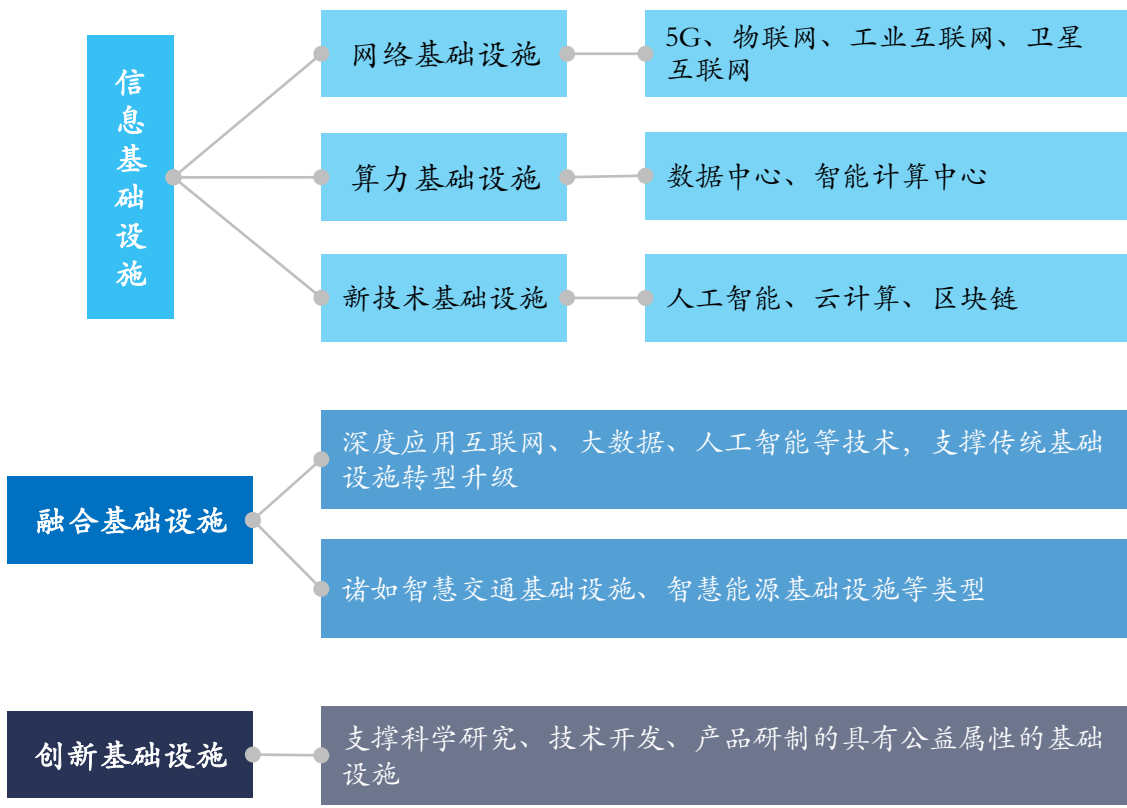 信息基础设施
网络基础设施
5G、物联网、工业互联网、卫星
互联网
算力基础设施
数据中心、智能计算中心
新技术基础设施
人工智能、云计算、区块链
融合基础设施
深度应用互联网、大数据、人工智能等技术，支撑传统基础
设施转型升级
诸如智慧交通基础设施、智慧能源基础设施等类型
创新基础设施
支撑科学研究、技术开发、产品研制的具有公益属性的基础
设施